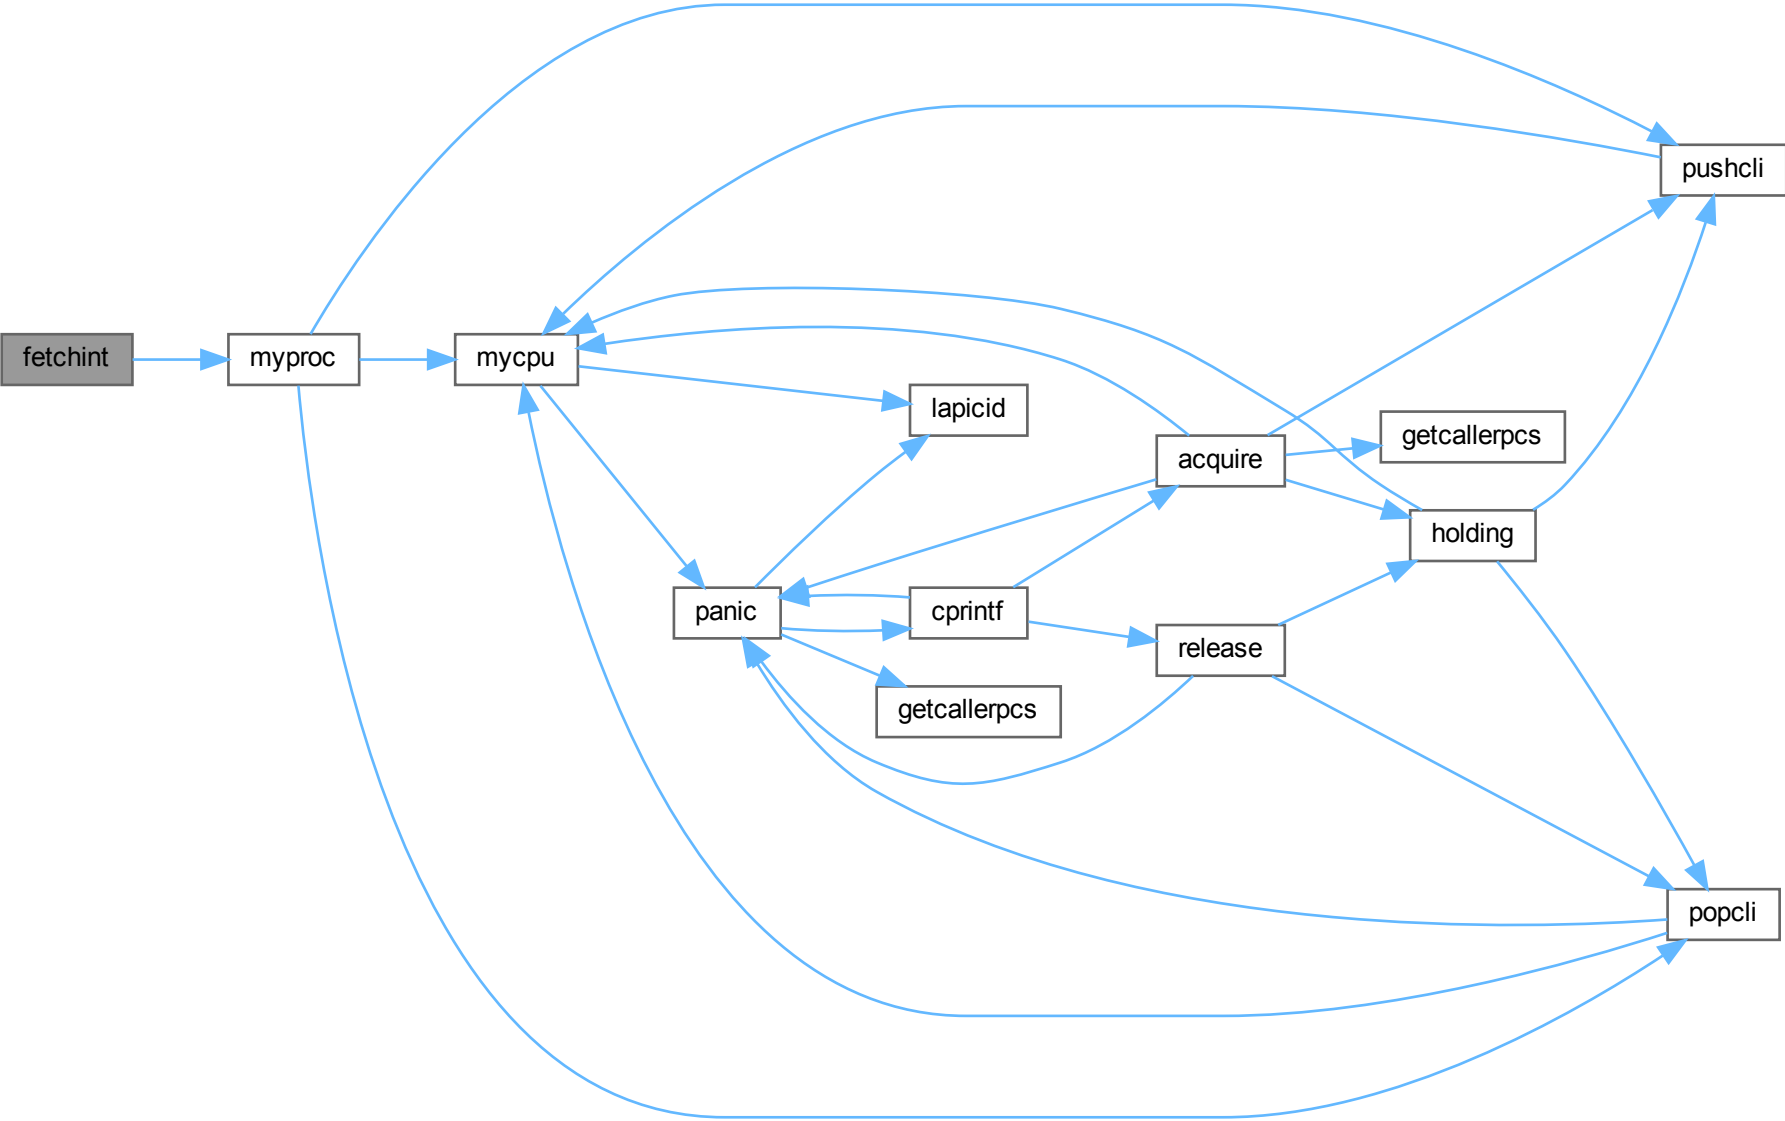 pushcli
fetchint
myproc
mycpu
lapicid
getcallerpcs
acquire
holding
panic
cprintf
release
getcallerpcs
popcli